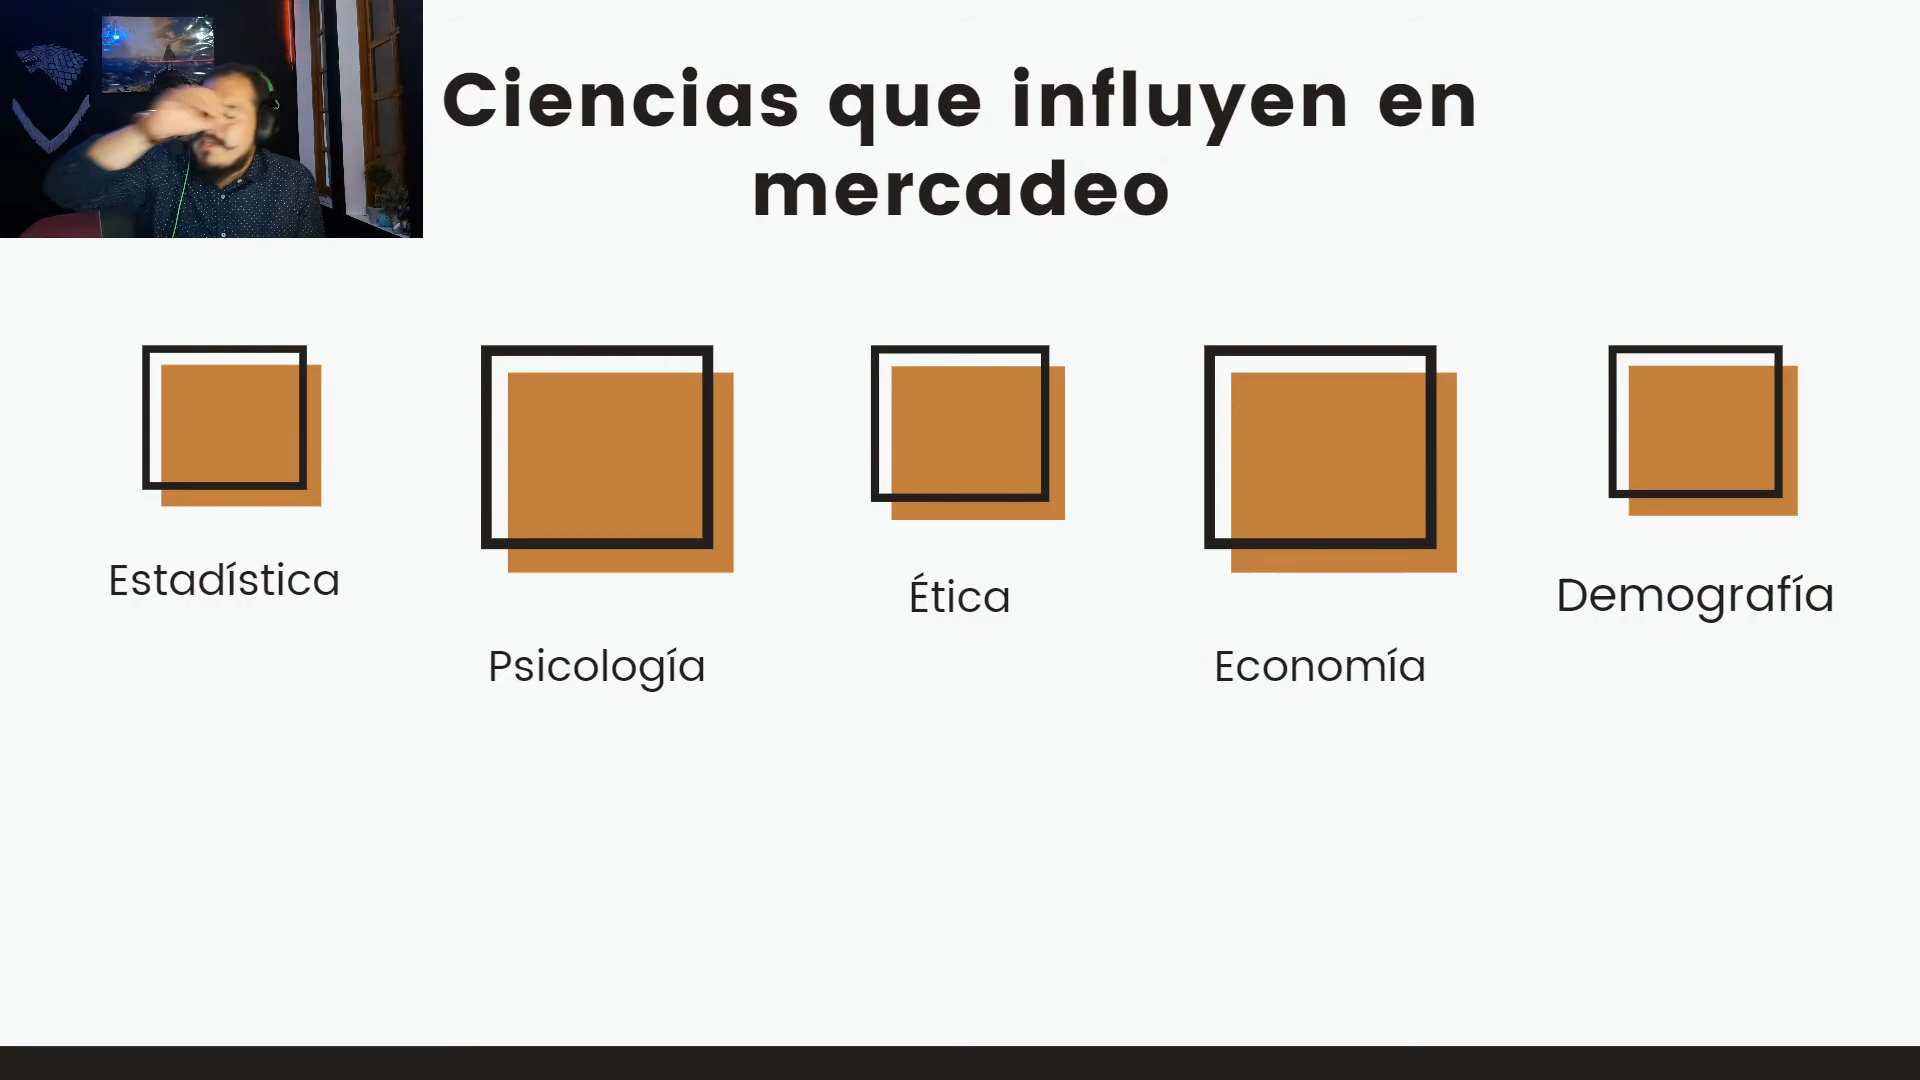 Ciencias que influyen en
mercadeo
Estadística
Psicología
Ética
Economía
Demografía